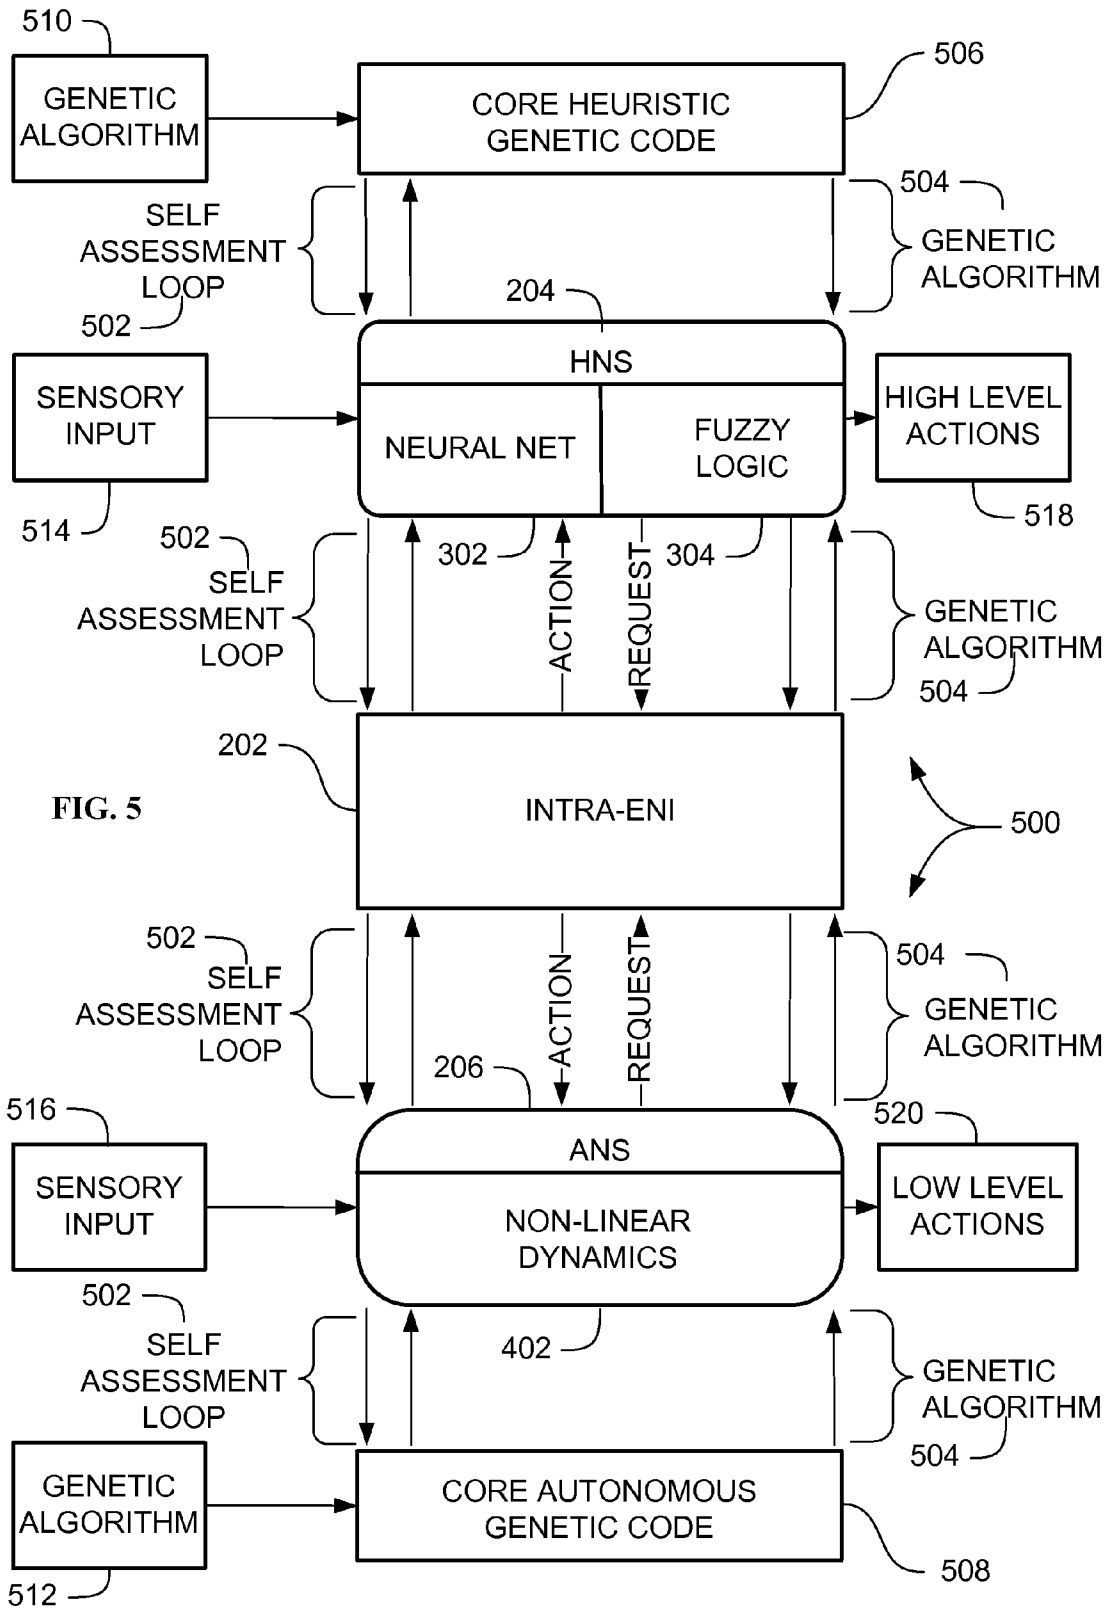 510
GENETIC
ALGORITHM
CORE HEURISTIC
GENETIC CODE
506
SELF
ASSESSMENT
LOOP
502
504
GENETIC
ALGORITHM
204
HNS
SENSORY
INPUT
514
NEURAL NET
FUZZY
LOGIC
HIGH LEVEL
ACTIONS
518
502
SELF
ASSESSMENT
LOOP
302
ACTION
REQUEST
304
GENETIC
ALGORITHM
504
202
FIG. 5
INTRA-ENI
500
502
SELF
ASSESSMENT
LOOP
ACTION
REQUEST
504
GENETIC
ALGORITHM
206
516
SENSORY
INPUT
ANS
NON-LINEAR
DYNAMICS
520
LOW LEVEL
ACTIONS
502
SELF
ASSESSMENT
LOOP
402
GENETIC
ALGORITHM
504
GENETIC
ALGORITHM
512
CORE AUTONOMOUS
GENETIC CODE
508